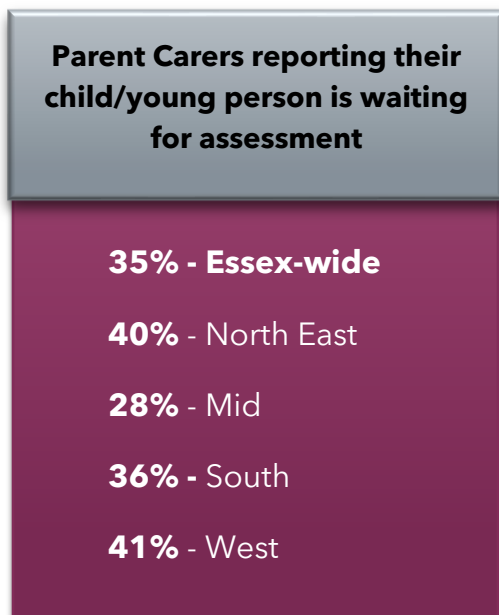 Parent Carers reporting their
child/young person is waiting
for assessment
35% - Essex-wide
40% - North East
28% - Mid
36% - South
41% - West